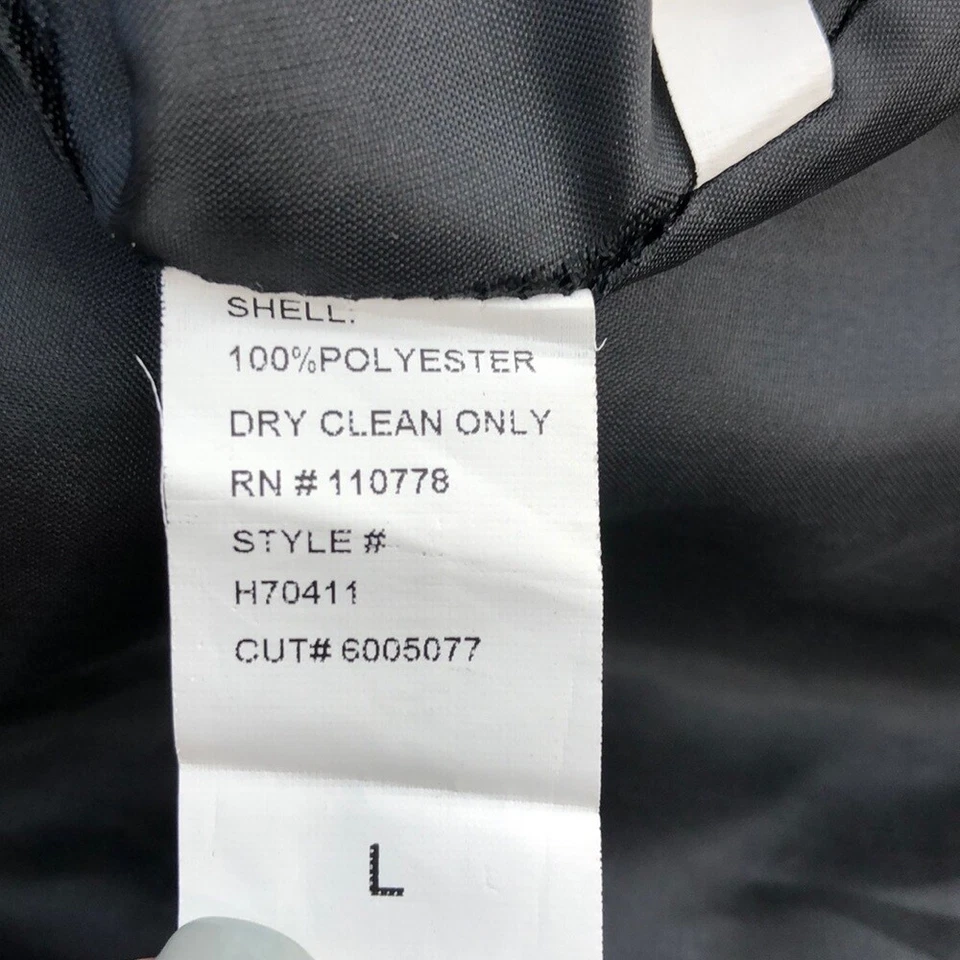 SHELL:
100%POLYESTER
DRY CLEAN ONLY
RN # 110778
STYLE #
H70411
CUT# 6005077
L